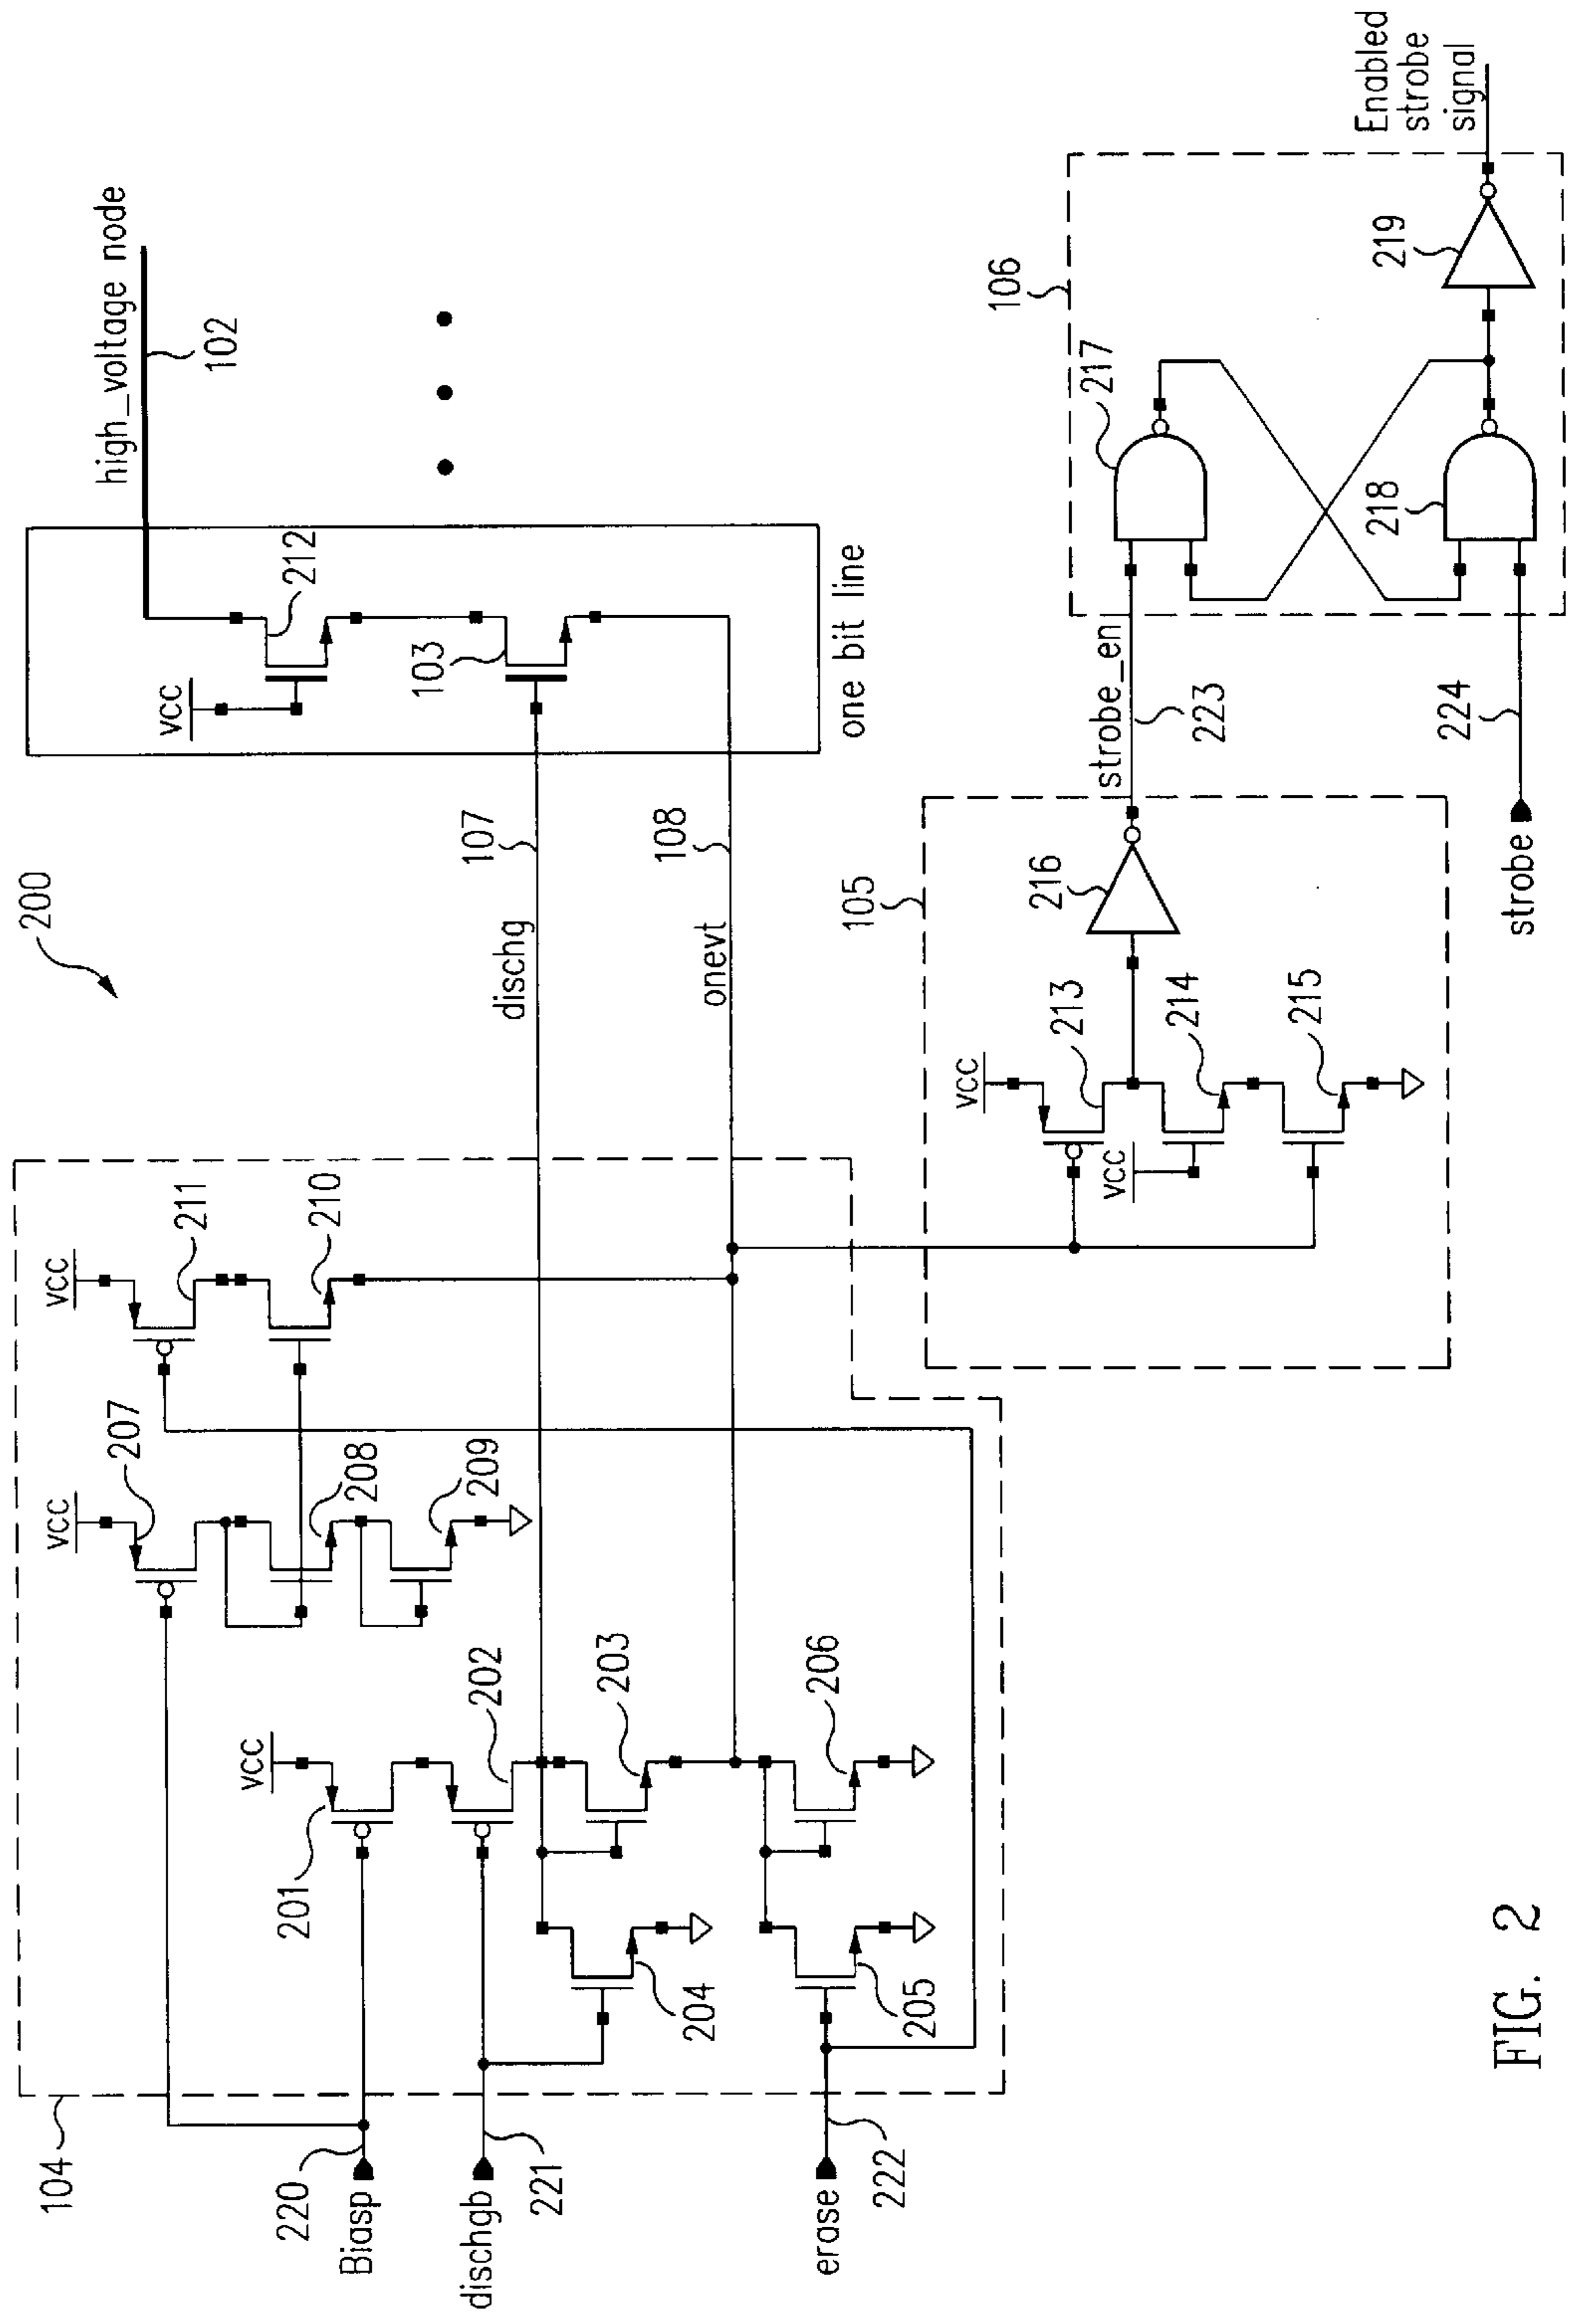 200
high_voltage node
102
VCC
212
103
one bit line
dischg
107
onevt
108
104
VCC
211
210
VCC
207
208
209
VCC
201
202
203
204
205
206
220
Biasp
dischgb
221
erase
222
105
VCC
213
VCC
214
215
216
strobe_en
223
strobe
224
106
217
218
219
Enabled
strobe
signal
FIG. 2